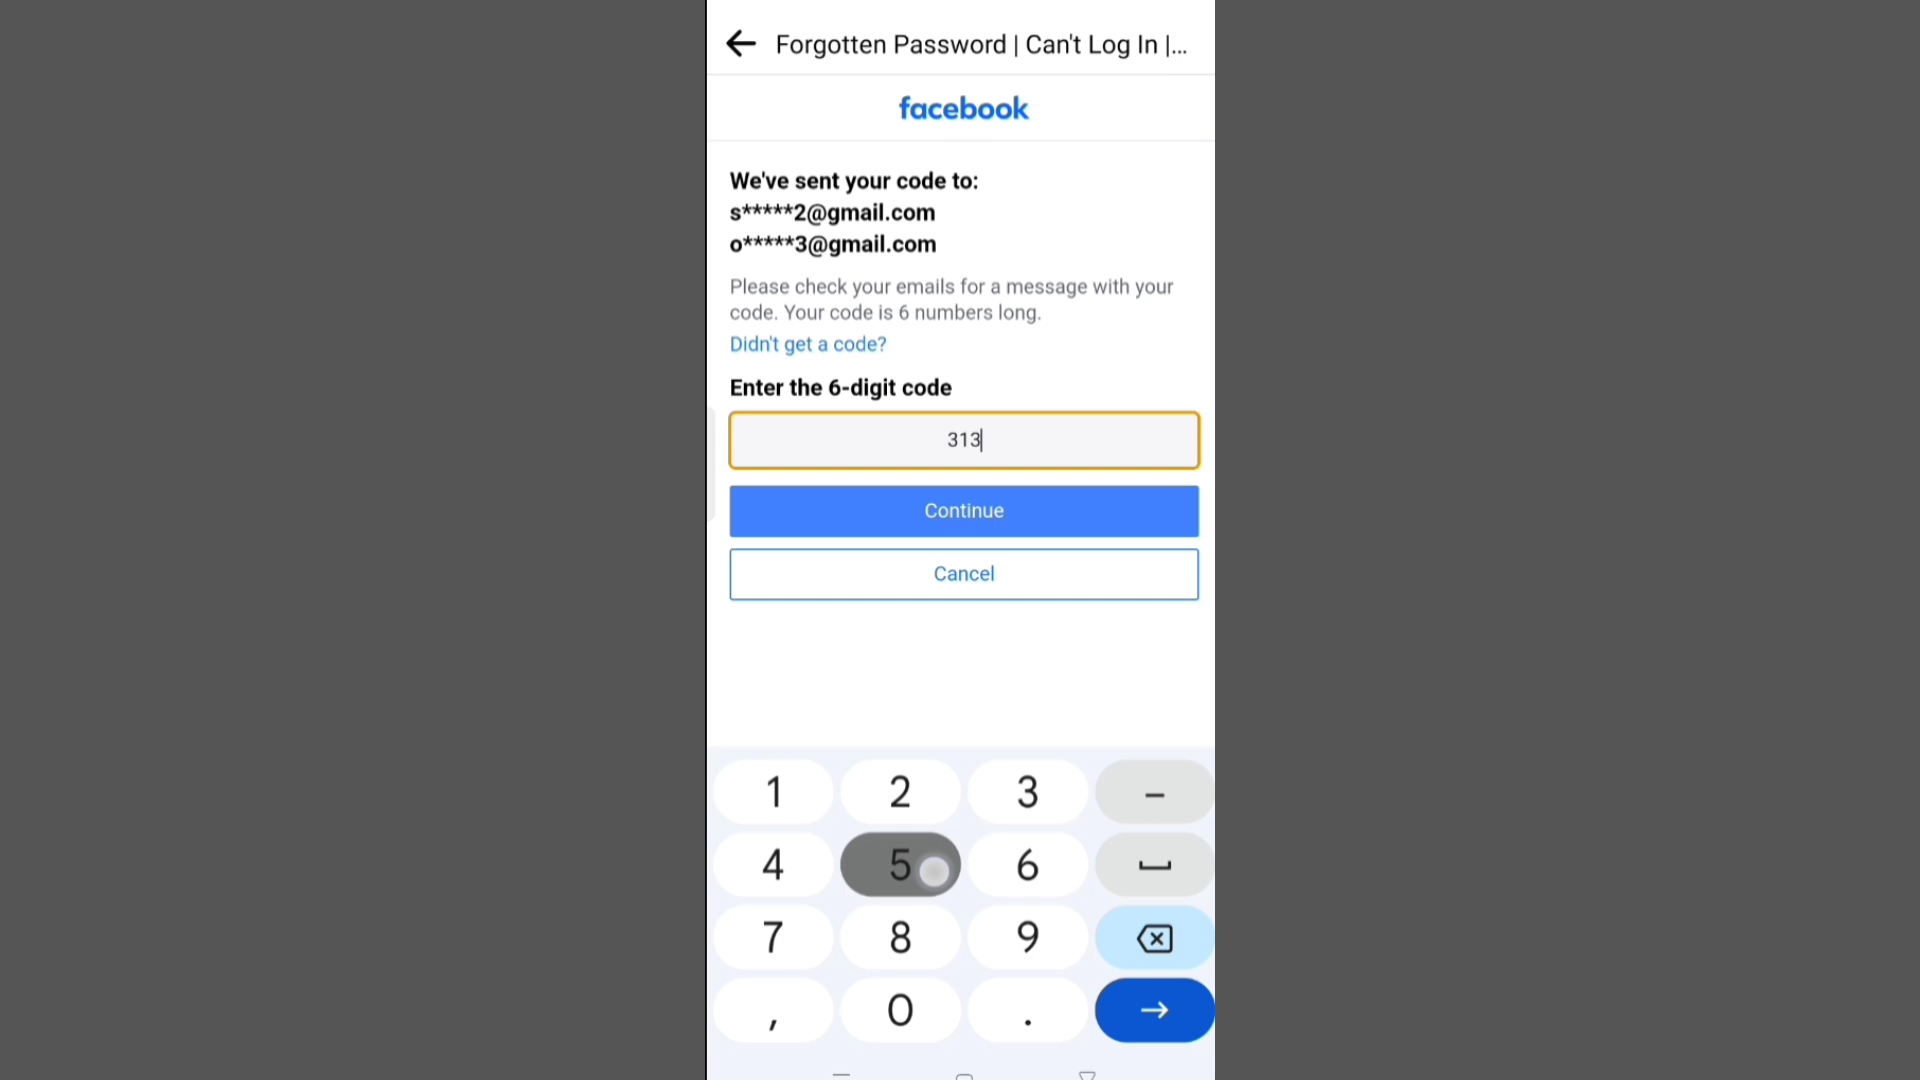 Forgotten Password | Can't Log In |...
facebook
We've sent your code to:
s*****2@gmail.com
o*****3@gmail.com
Please check your emails for a message with your
code. Your code is 6 numbers long.
Didn't get a code?
Enter the 6-digit code
313
Continue
Cancel
1 2 3 –
4 5 6
7 8 9
, 0 .